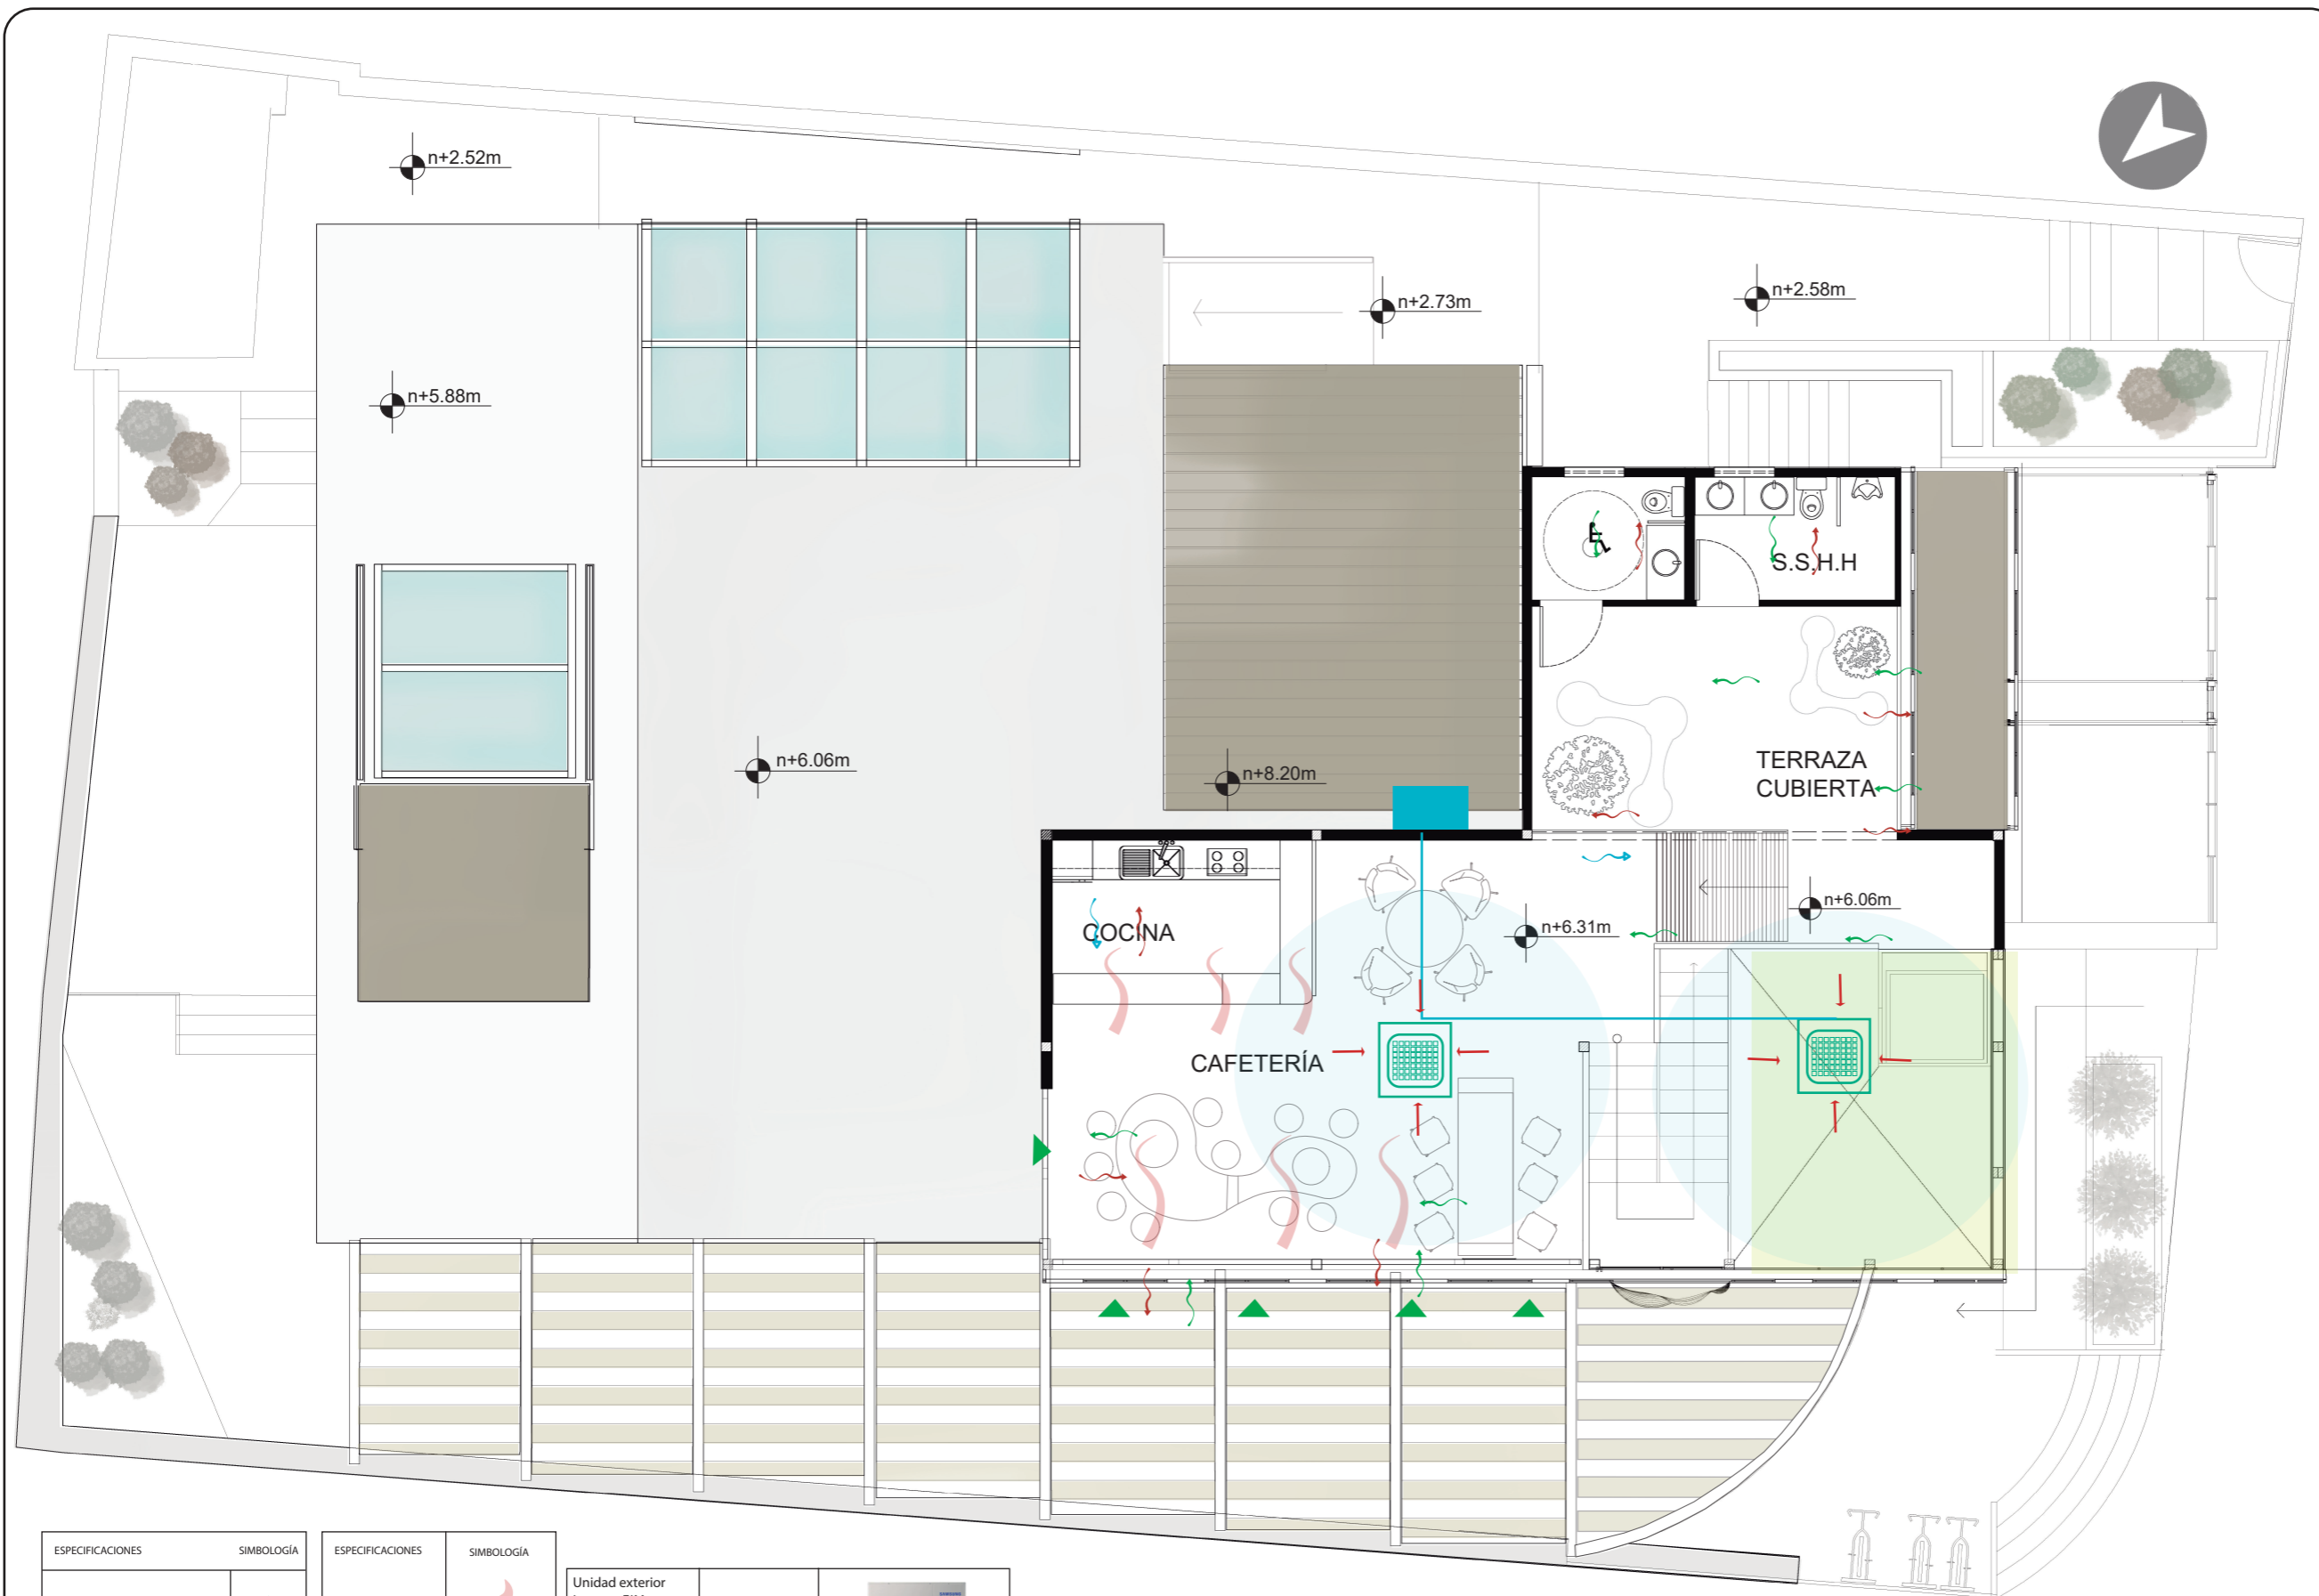 n+2.52m
n+2.73m
n+2.58m
n+5.88m
S.S.H.H
n+6.06m
n+8.20m
TERRAZA
CUBIERTA
COCINA
n+6.31m
n+6.06m
CAFETERÍA
ESPECIFICACIONES SIMBOLOGÍA
ESPECIFICACIONES SIMBOLOGÍA
Unidad exterior